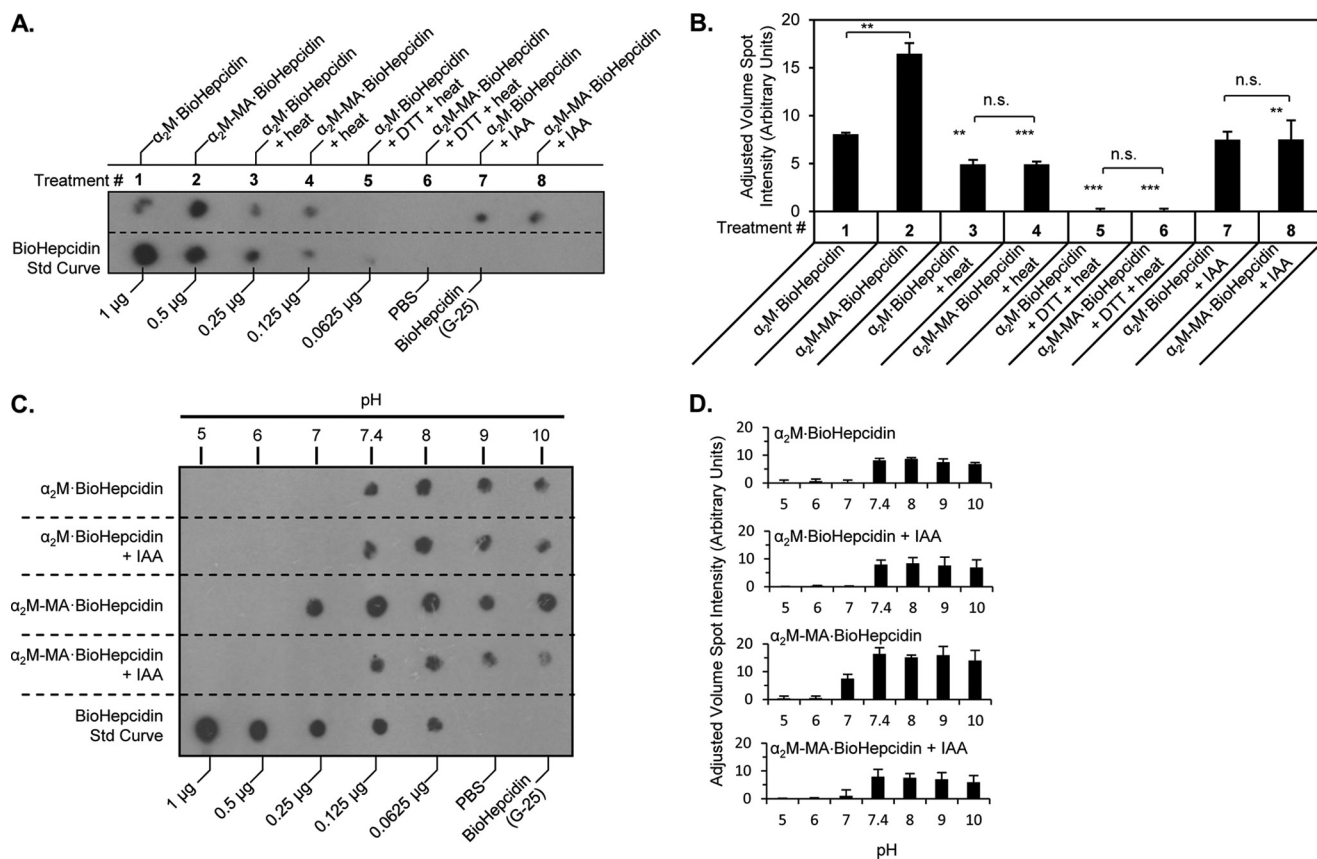 A.
α₂M·BioHepcidin
α₂M-MA·BioHepcidin
α₂M·BioHepcidin
+ heat
α₂M-MA·BioHepcidin
+ heat
α₂M·BioHepcidin
+ DTT + heat
α₂M-MA·BioHepcidin
+ DTT + heat
α₂M·BioHepcidin
+ IAA
α₂M-MA·BioHepcidin
+ IAA
Treatment # 1 2 3 4 5 6 7 8
BioHepcidin
Std Curve
1 µg
0.5 µg
0.25 µg
0.125 µg
0.0625 µg
PBS
BioHepcidin
(G-25)
B.
Adjusted Volume Spot
Intensity (Arbitrary Units)
20
15
10
5
0
**
**
n.s.
***
***
n.s.
***
n.s.
**
Treatment # 1 2 3 4 5 6 7 8
α₂M·BioHepcidin
α₂M-MA·BioHepcidin
α₂M·BioHepcidin
+ heat
α₂M-MA·BioHepcidin
+ heat
α₂M·BioHepcidin
+ DTT + heat
α₂M-MA·BioHepcidin
+ DTT + heat
α₂M·BioHepcidin
+ IAA
α₂M-MA·BioHepcidin
+ IAA
C.
pH
5 6 7 7.4 8 9 10
α₂M·BioHepcidin
α₂M·BioHepcidin
+ IAA
α₂M-MA·BioHepcidin
α₂M-MA·BioHepcidin
+ IAA
BioHepcidin
Std Curve
1 µg
0.5 µg
0.25 µg
0.125 µg
0.0625 µg
PBS
BioHepcidin
(G-25)
D.
Adjusted Volume Spot Intensity (Arbitrary Units)
α₂M·BioHepcidin
20
10
0
5 6 7 7.4 8 9 10
α₂M·BioHepcidin + IAA
20
10
0
5 6 7 7.4 8 9 10
α₂M-MA·BioHepcidin
20
10
0
5 6 7 7.4 8 9 10
α₂M-MA·BioHepcidin + IAA
20
10
0
5 6 7 7.4 8 9 10
pH